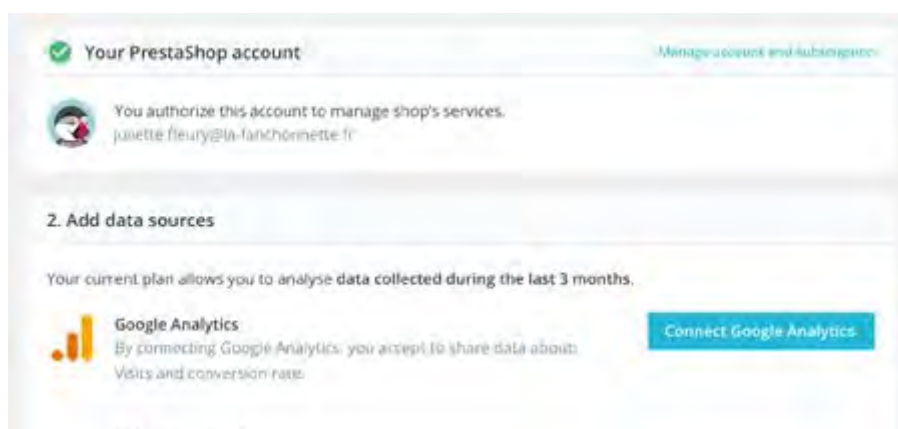 Your PrestaShop account
Manage account and subscription
You authorize this account to manage shop's services.
juliette.fleury@la-fanchonnette.fr
2. Add data sources
Your current plan allows you to analyse data collected during the last 3 months.
Google Analytics
Connect Google Analytics
By connecting Google Analytics, you accept to share data about:
Visits and conversion rate.